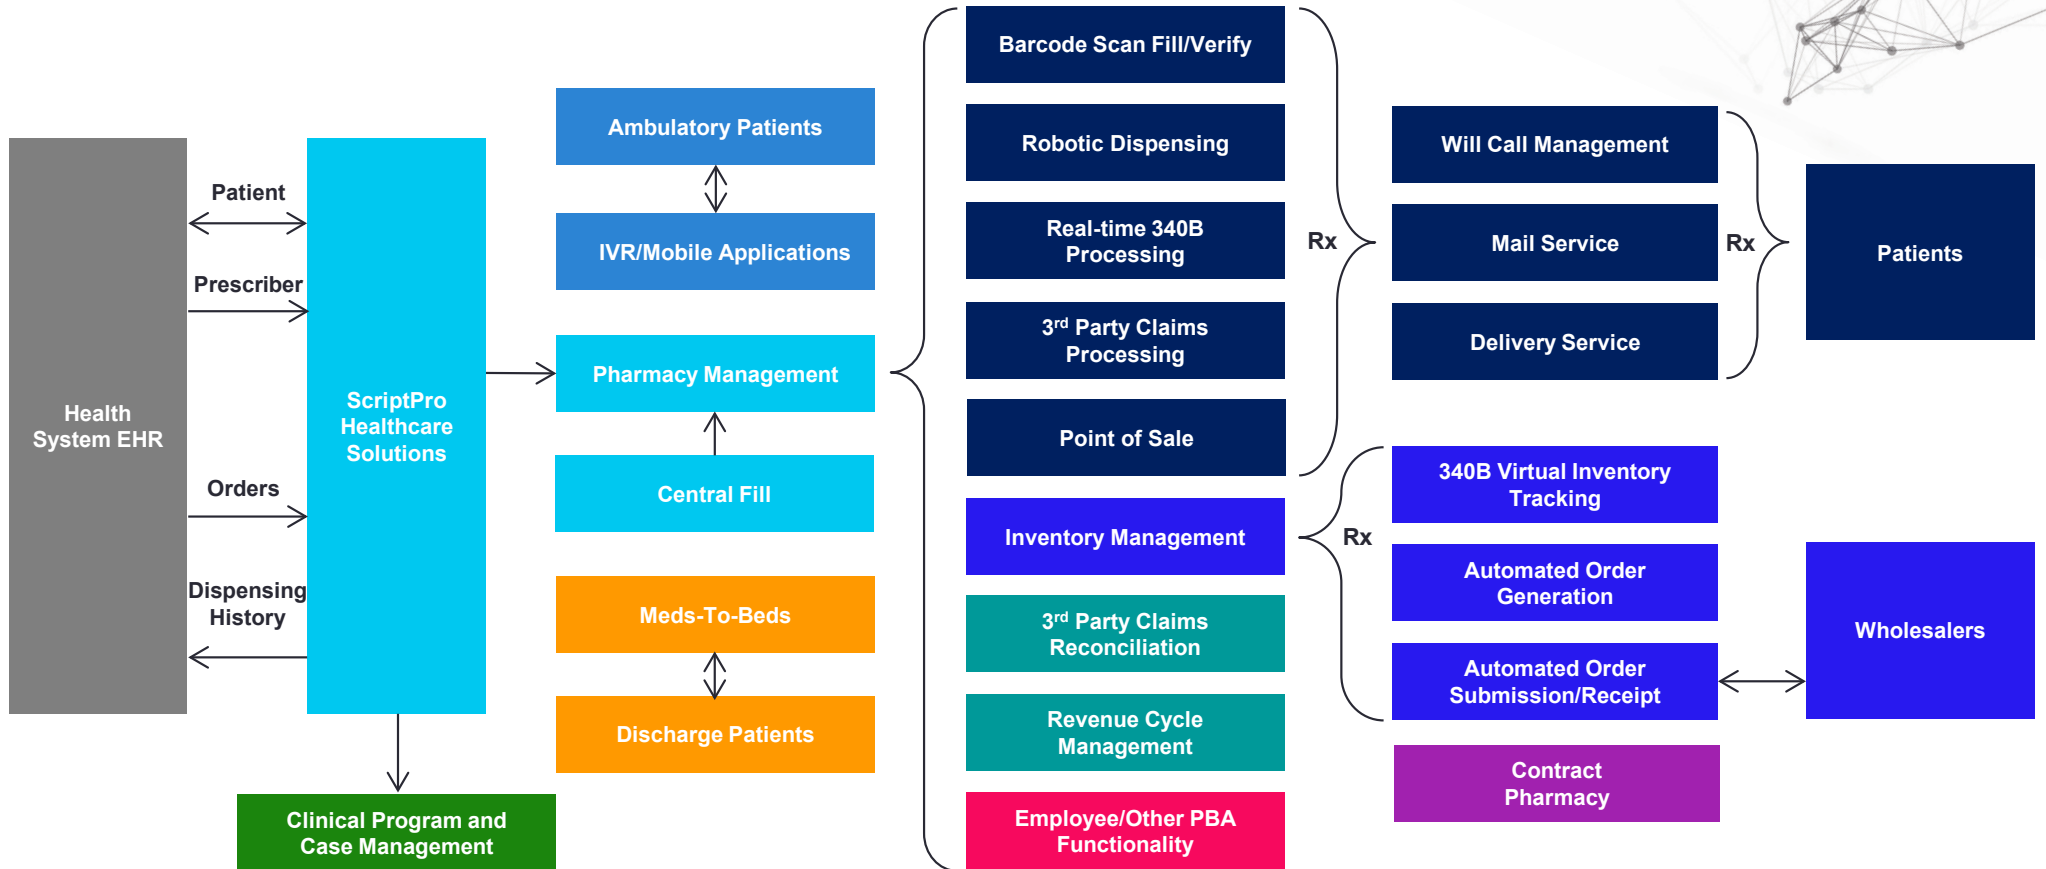 Health
System EHR
Patient
Prescriber
Orders
Dispensing
History
ScriptPro
Healthcare
Solutions
Clinical Program and
Case Management
Ambulatory Patients
IVR/Mobile Applications
Pharmacy Management
Central Fill
Meds-To-Beds
Discharge Patients
Barcode Scan Fill/Verify
Robotic Dispensing
Real-time 340B
Processing
3rd Party Claims
Processing
Point of Sale
Inventory Management
3rd Party Claims
Reconciliation
Revenue Cycle
Management
Employee/Other PBA
Functionality
Rx
Rx
Will Call Management
Mail Service
Delivery Service
340B Virtual Inventory
Tracking
Automated Order
Generation
Automated Order
Submission/Receipt
Contract
Pharmacy
Rx
Patients
Wholesalers